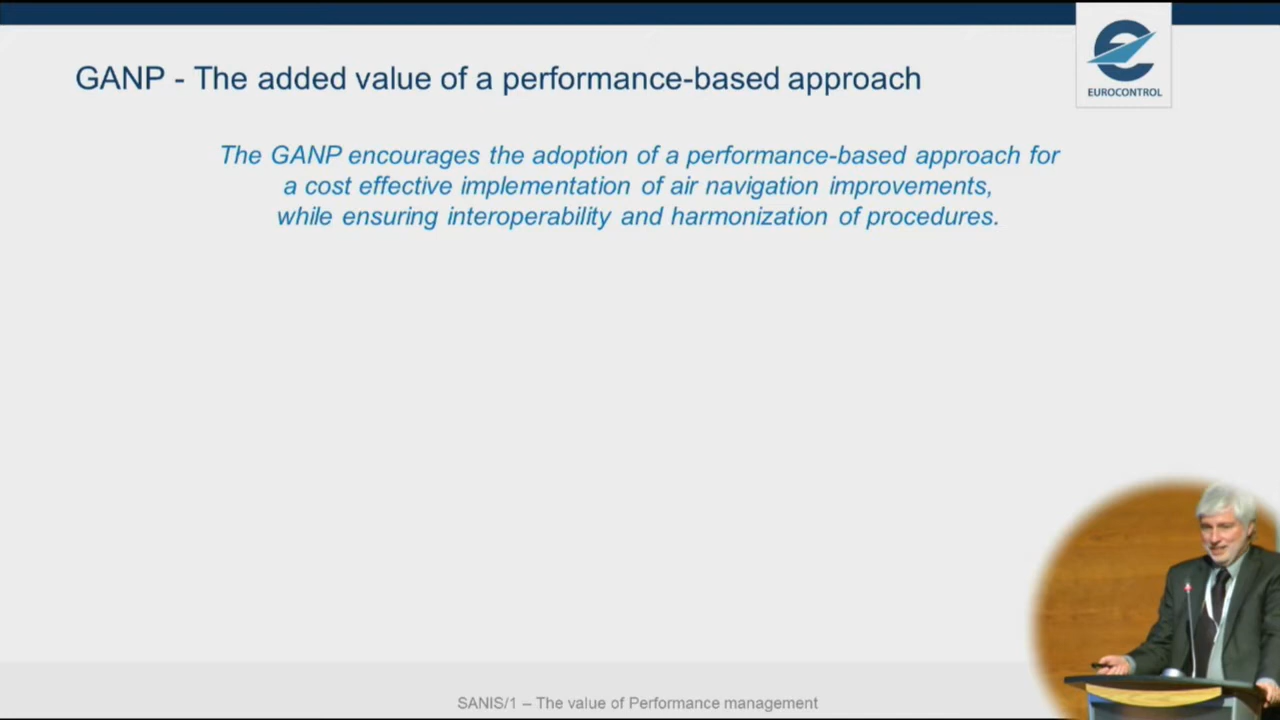 GANP - The added value of a performance-based approach
EUROCONTROL
The GANP encourages the adoption of a performance-based approach for
a cost effective implementation of air navigation improvements,
while ensuring interoperability and harmonization of procedures.
SANIS/1 – The value of Performance management